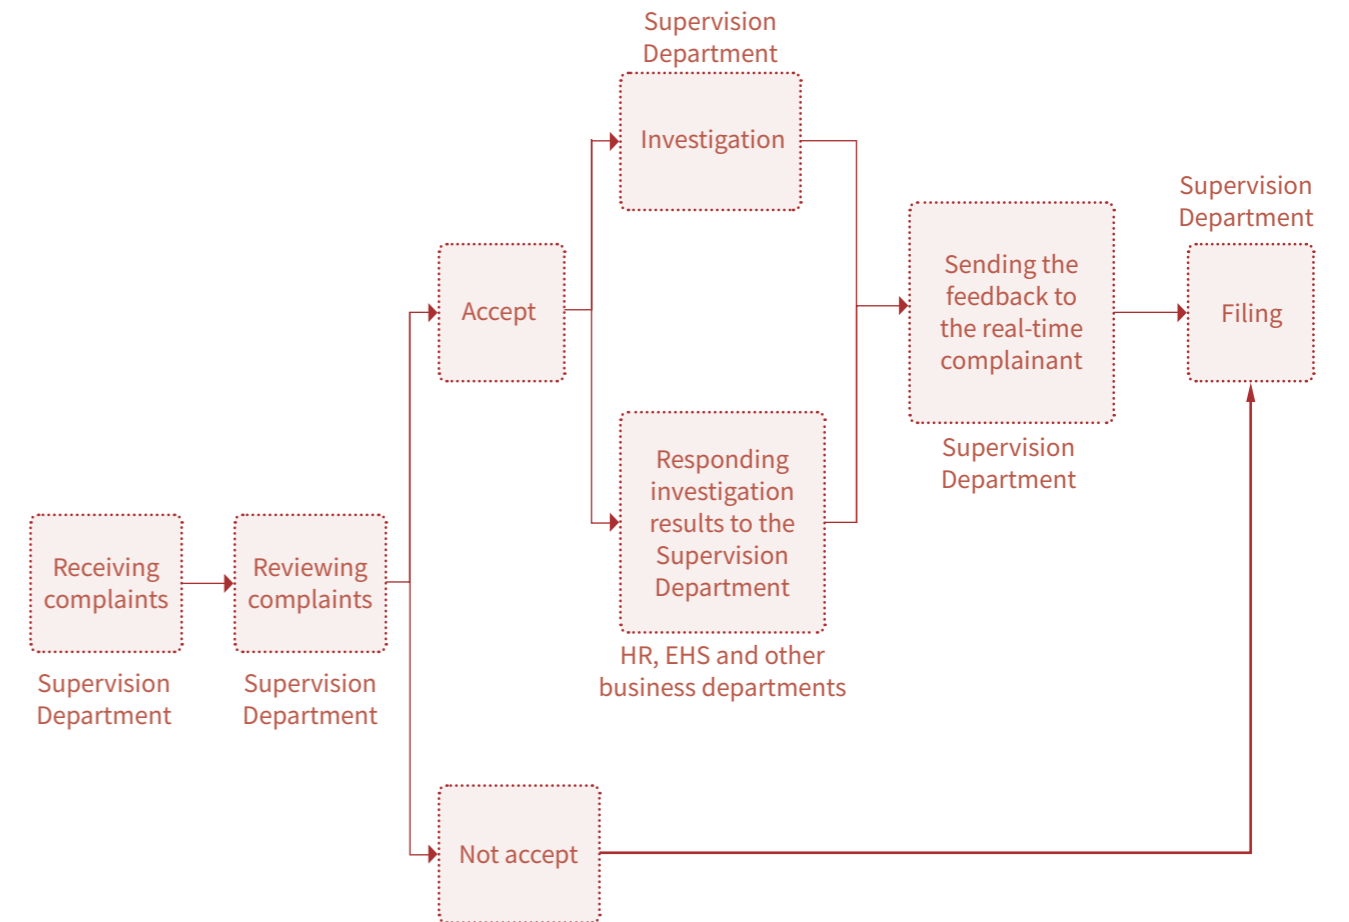 Supervision
Department
Investigation
Supervision
Department
Accept
Sending the
feedback to
the real-time
complainant
Filing
Supervision
Department
Responding
investigation
results to the
Supervision
Department
HR, EHS and other
business departments
Receiving
complaints
Supervision
Department
Reviewing
complaints
Supervision
Department
Not accept